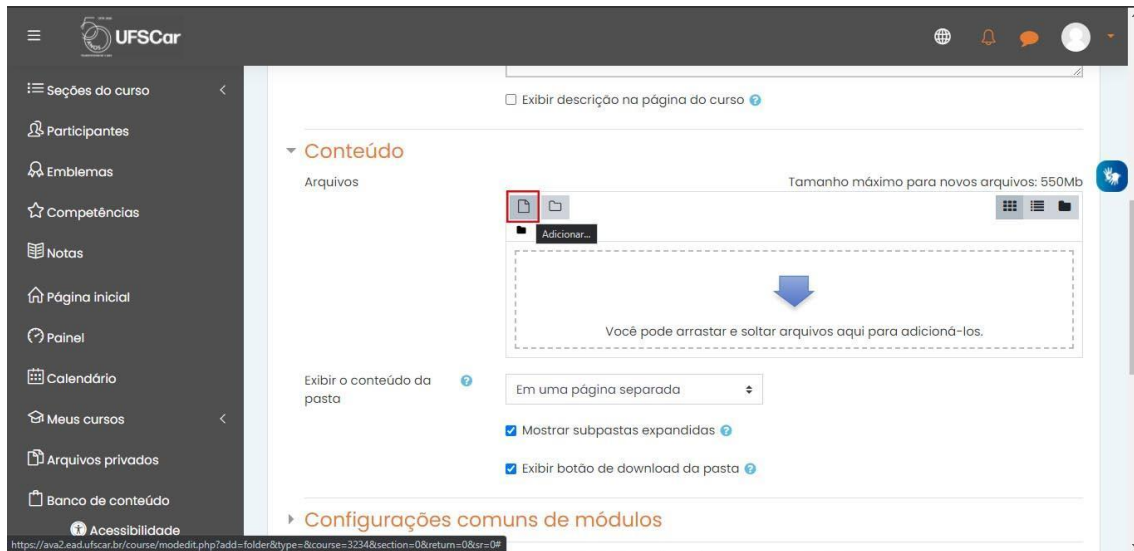 UFSCar
Seções do curso
Participantes
Emblemas
Competências
Notas
Página inicial
Painel
Calendário
Meus cursos
Arquivos privados
Banco de conteúdo
Acessibilidade
Exibir descrição na página do curso
Conteúdo
Arquivos
Tamanho máximo para novos arquivos: 550Mb
Adicionar...
Você pode arrastar e soltar arquivos aqui para adicioná-los.
Exibir o conteúdo da
pasta
Em uma página separada
Mostrar subpastas expandidas
Exibir botão de download da pasta
Configurações comuns de módulos
https://ava2.ead.ufscar.br/course/modedit.php?add=folder&type=&course=3234&section=0&return=0&sr=0#